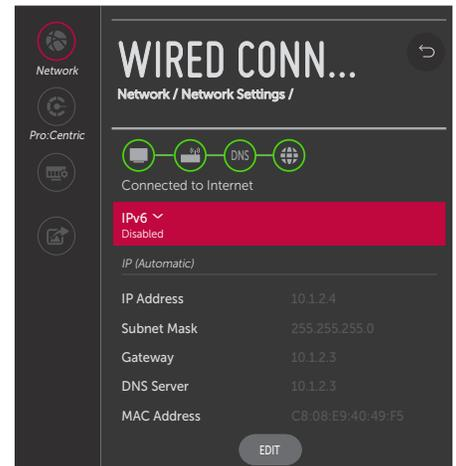 Network
Pro:Centric
WIRED CONN...
Network / Network Settings /
DNS
Connected to Internet
IPv6
Disabled
IP (Automatic)
IP Address 10.1.2.4
Subnet Mask 255.255.255.0
Gateway 10.1.2.3
DNS Server 10.1.2.3
MAC Address C8:08:E9:40:49:F5
EDIT